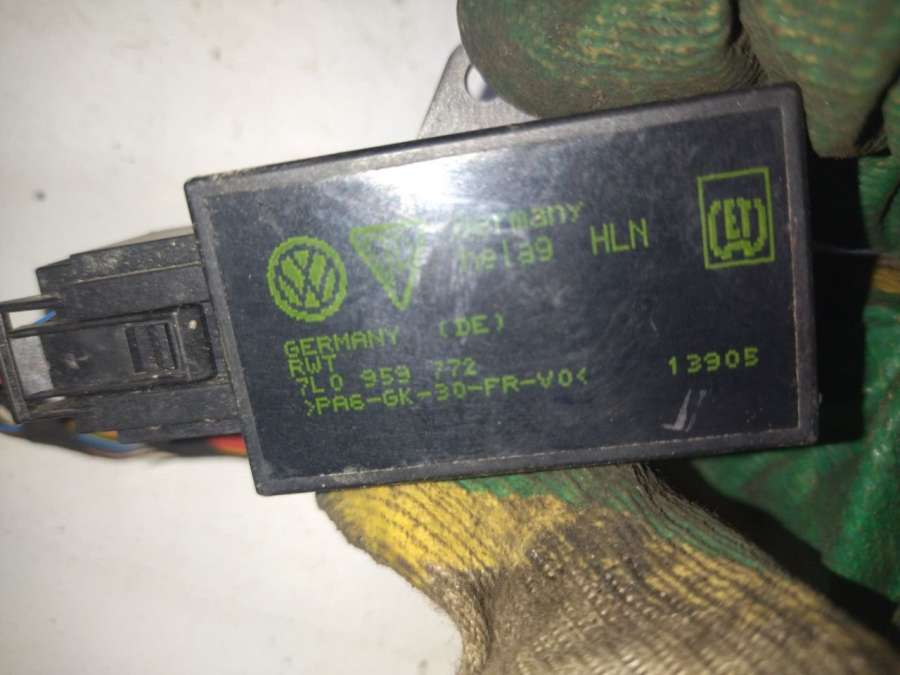 Germany
helag HLN
GERMANY (DE)
RWT
7L0 959 772
>PA6-GK-30-FR-V0< 13905